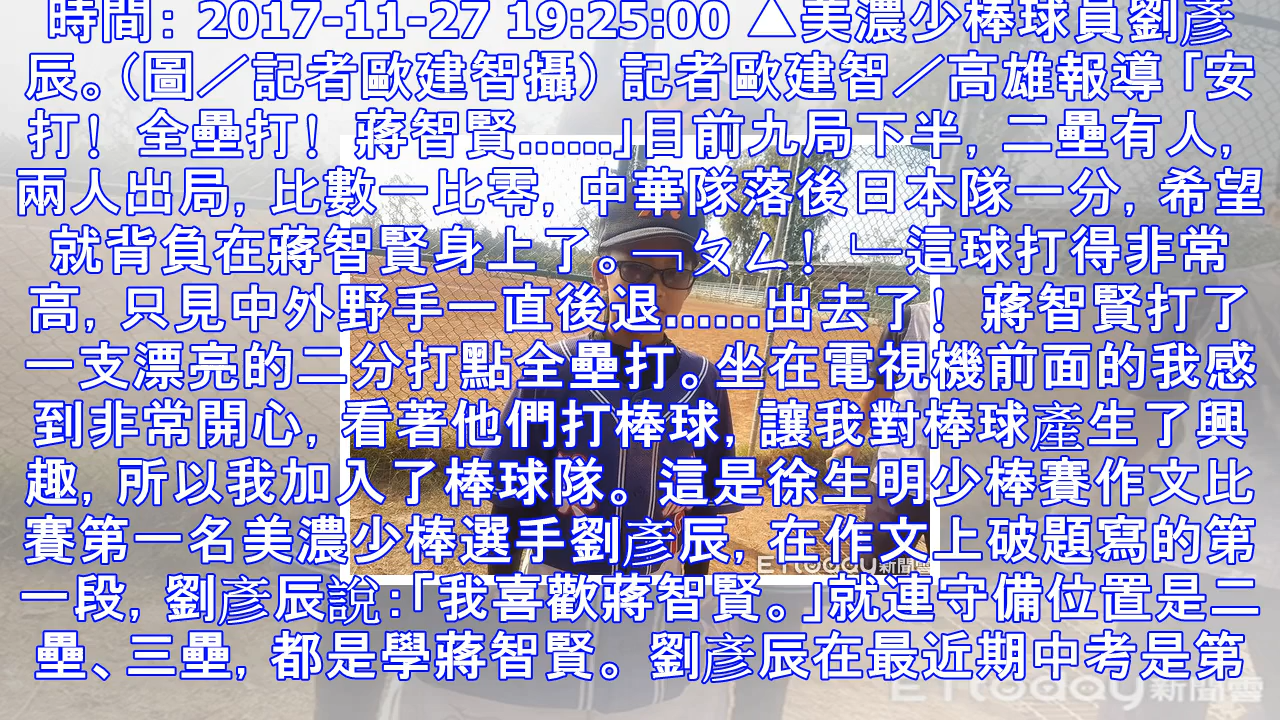 時間: 2017-11-27 19:25:00 ▲美濃少棒球員劉彥
辰。(圖／記者歐建智攝) 記者歐建智／高雄報導「安
打! 全壘打! 蔣智賢......」目前九局下半, 二壘有人,
兩人出局, 比數一比零, 中華隊落後日本隊一分, 希望
就背負在蔣智賢身上了。﹁ㄆㄥ! ﹂這球打得非常
高, 只見中外野手一直後退......出去了! 蔣智賢打了
一支漂亮的二分打點全壘打。坐在電視機前面的我感
到非常開心, 看著他們打棒球, 讓我對棒球產生了興
趣, 所以我加入了棒球隊。這是徐生明少棒賽作文比
賽第一名美濃少棒選手劉彥辰, 在作文上破題寫的第
一段, 劉彥辰說:「我喜歡蔣智賢。」就連守備位置是二
壘、三壘, 都是學蔣智賢。劉彥辰在最近期中考是第
ETtoday新聞雲
ETtoday新聞雲